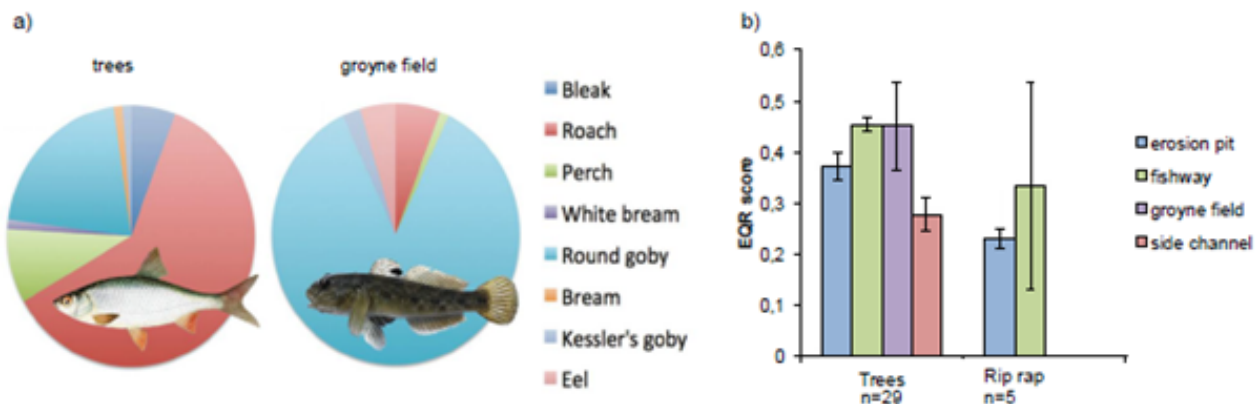 a)
trees
groyne field
Bleak
Roach
Perch
White bream
Round goby
Bream
Kessler's goby
Eel
b)
0,6
0,5
0,4
0,3
0,2
0,1
0
EQR score
Trees
n=29
Rip rap
n=5
erosion pit
fishway
groyne field
side channel